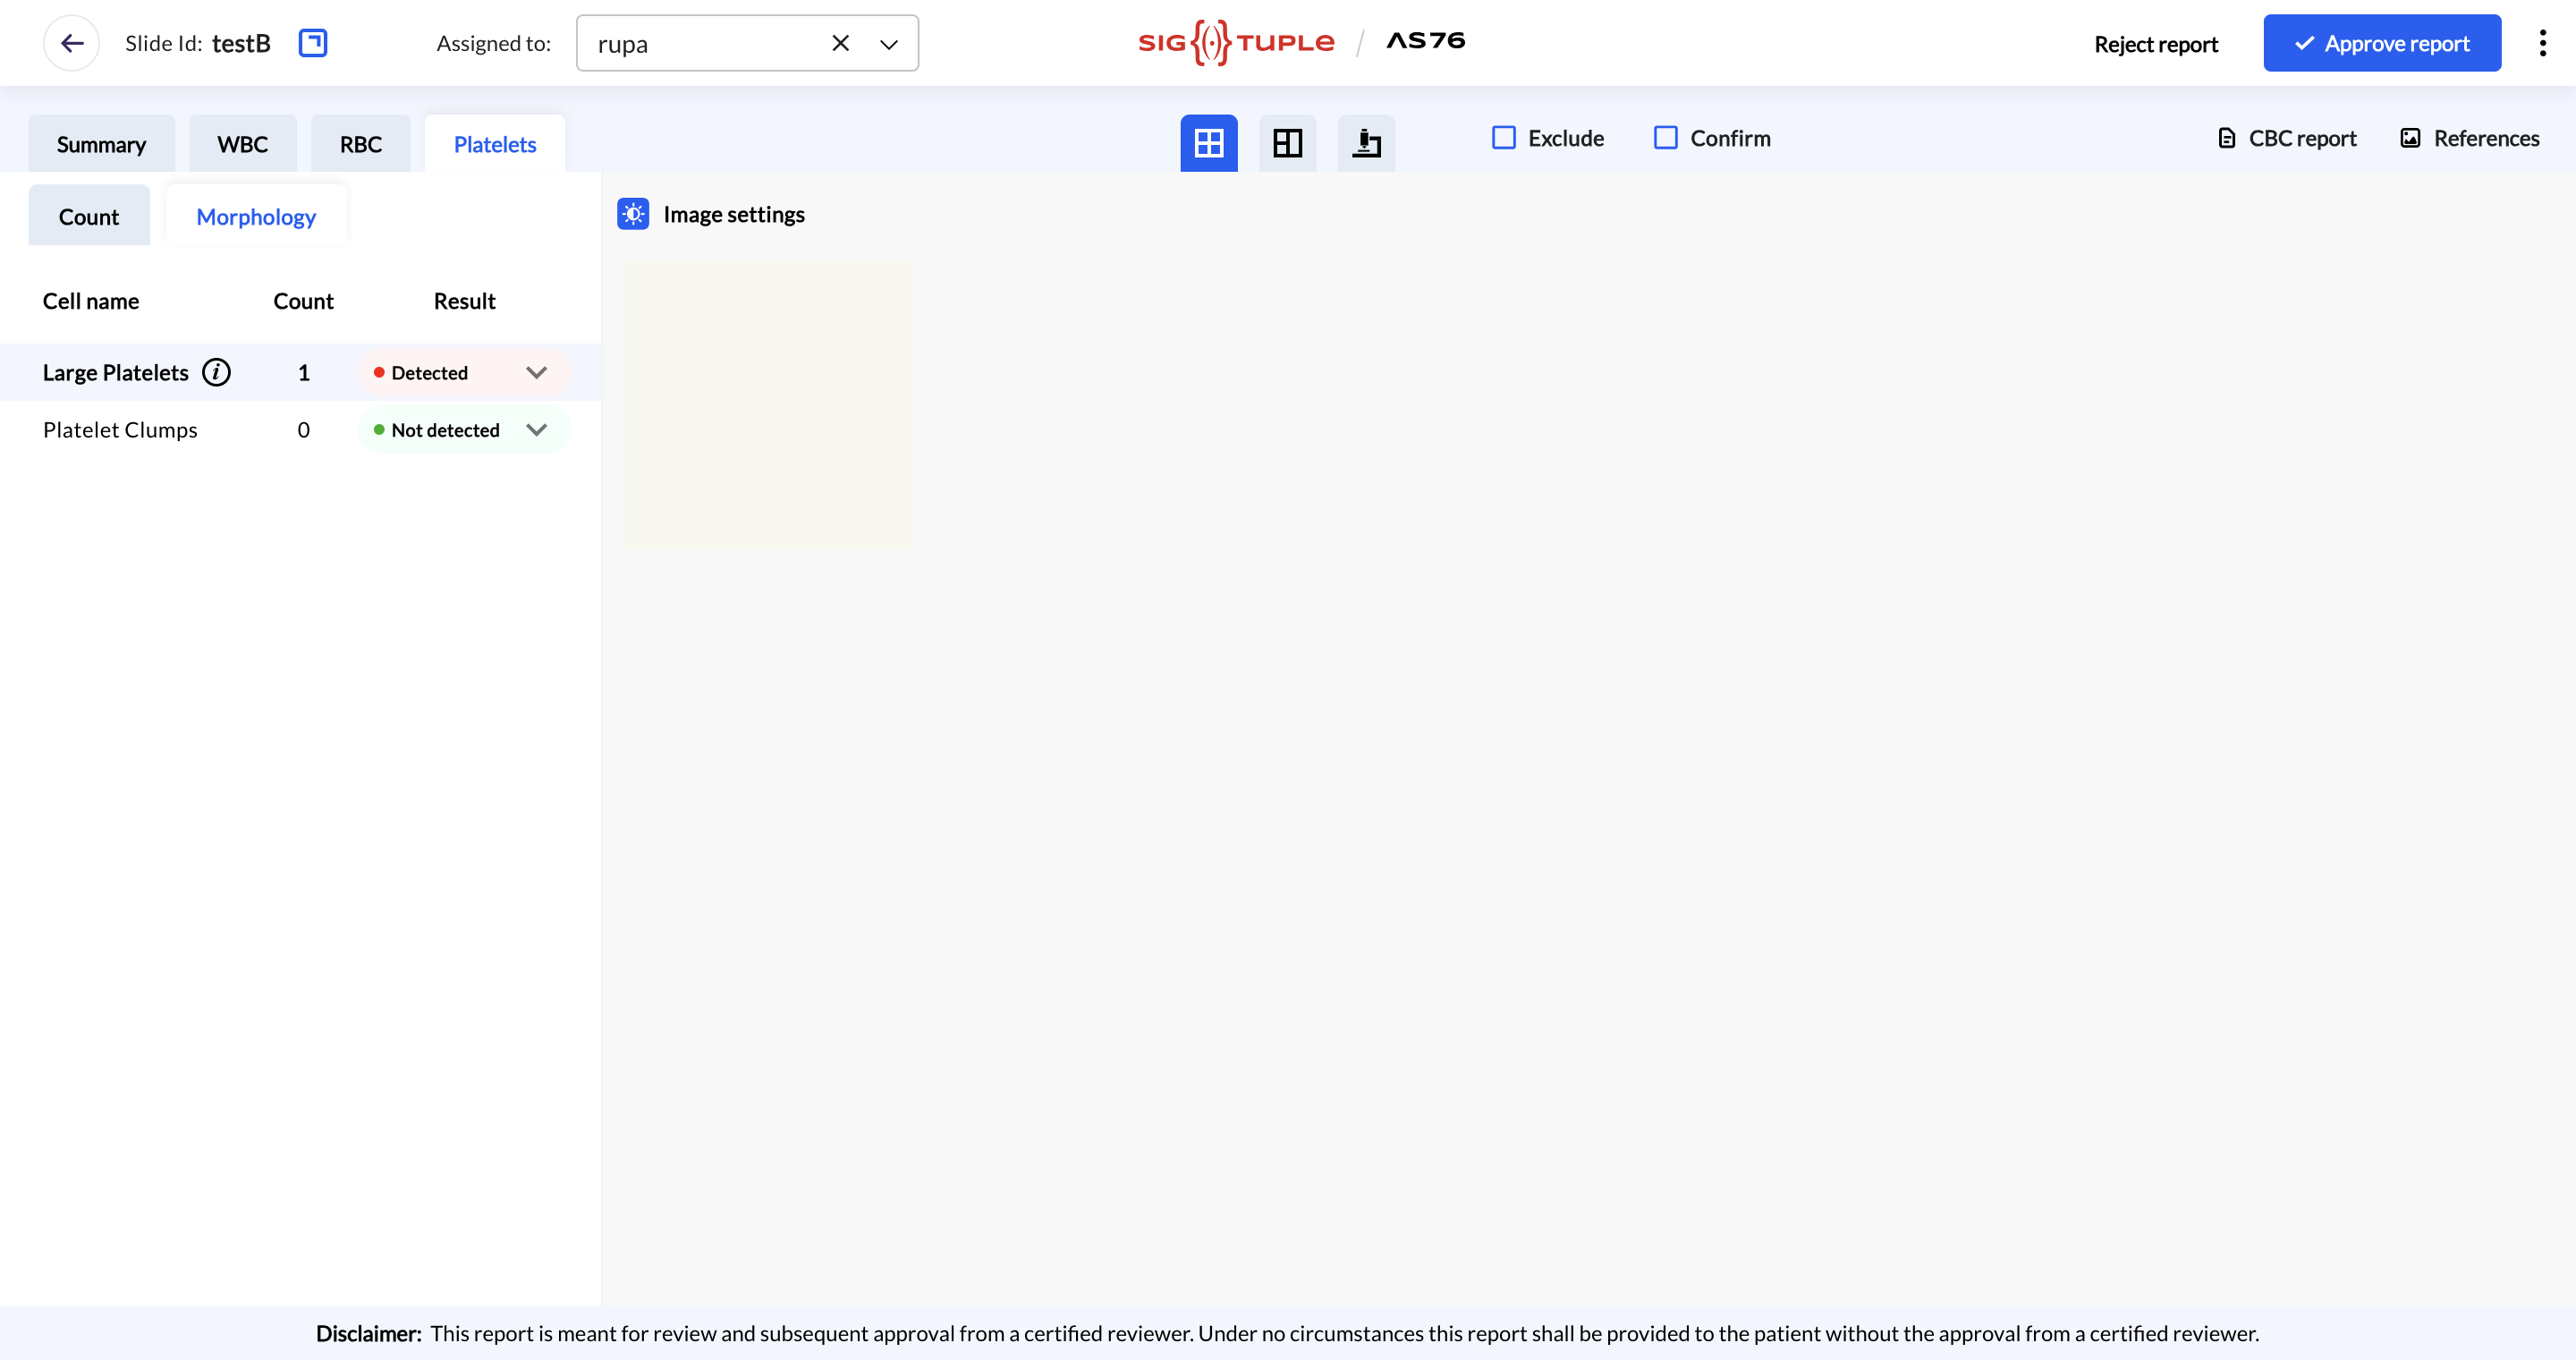 Slide Id: testB
Assigned to: rupa
SIG{(·)}TUPLE / AS76
Reject report
Approve report
Summary WBC RBC Platelets
Exclude Confirm
CBC report References
Count Morphology
Image settings
Cell name Count Result
Large Platelets i 1 Detected
Platelet Clumps 0 Not detected
Disclaimer: This report is meant for review and subsequent approval from a certified reviewer. Under no circumstances this report shall be provided to the patient without the approval from a certified reviewer.